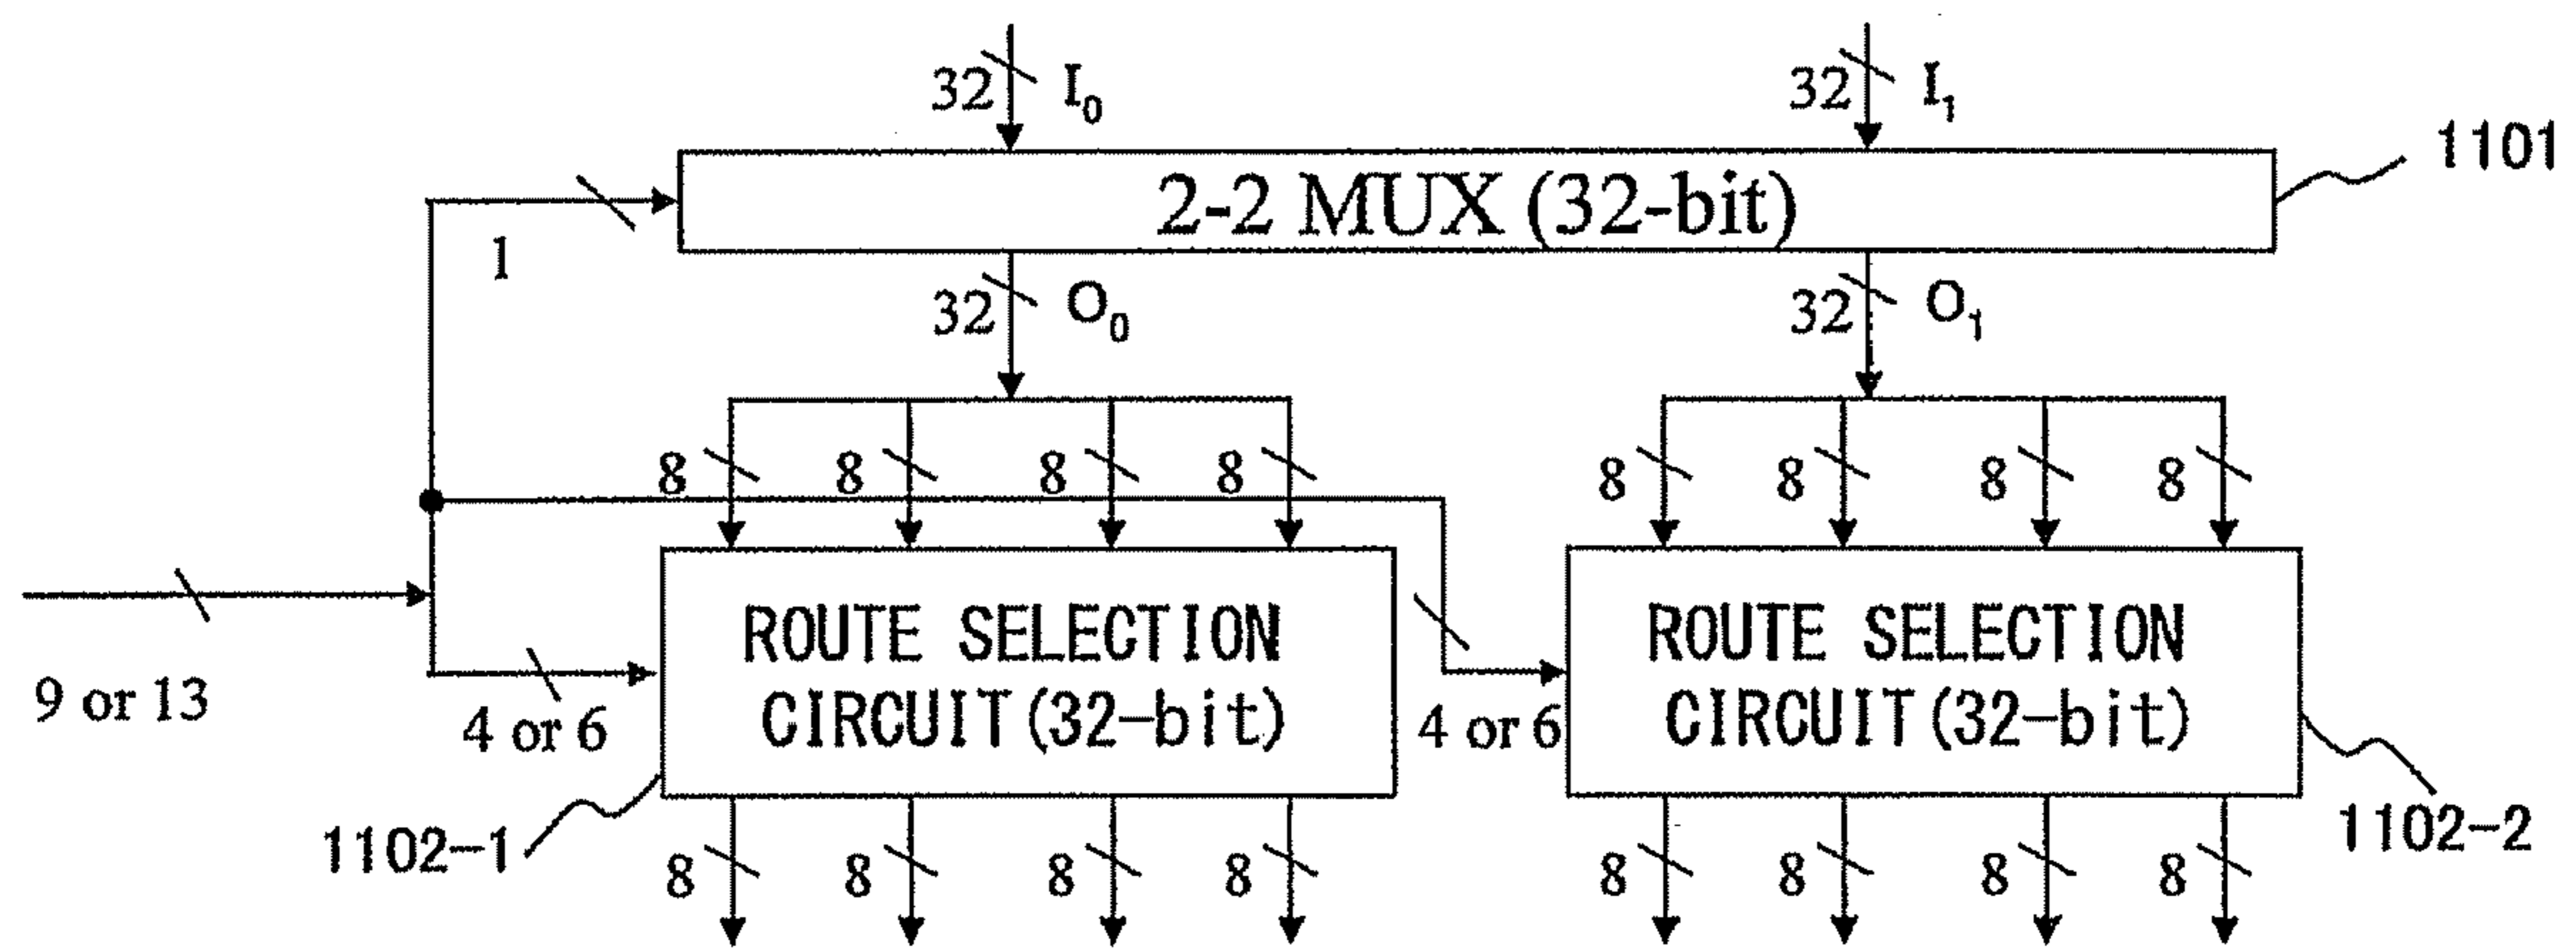 32 I₀ 32 I₁
1101
2-2 MUX (32-bit)
1
32 O₀ 32 O₁
8 8 8 8 8 8 8 8
ROUTE SELECTION
CIRCUIT(32-bit)
ROUTE SELECTION
CIRCUIT(32-bit)
9 or 13
4 or 6
4 or 6
1102-1
1102-2
8 8 8 8 8 8 8 8